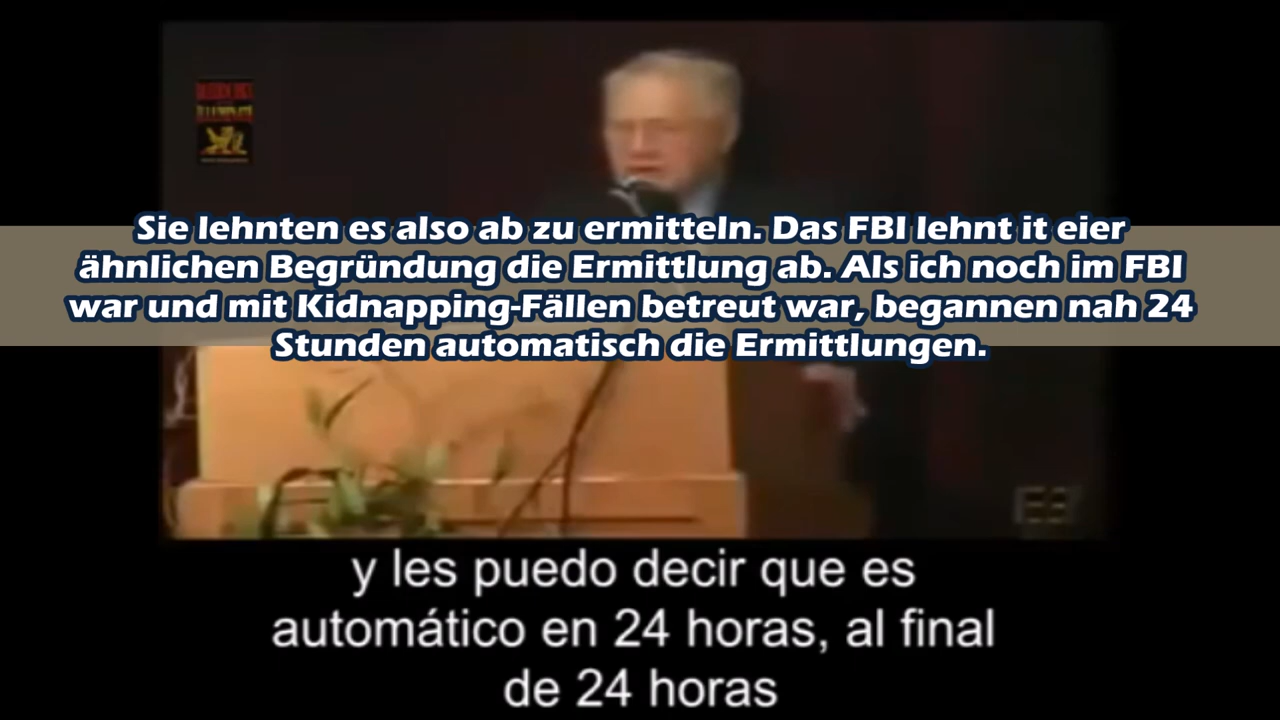 Sie lehnten es also ab zu ermitteln. Das FBI lehnt it eier
ähnlichen Begründung die Ermittlung ab. Als ich noch im FBI
war und mit Kidnapping-Fällen betreut war, begannen nah 24
Stunden automatisch die Ermittlungen.
y les puedo decir que es
automático en 24 horas, al final
de 24 horas